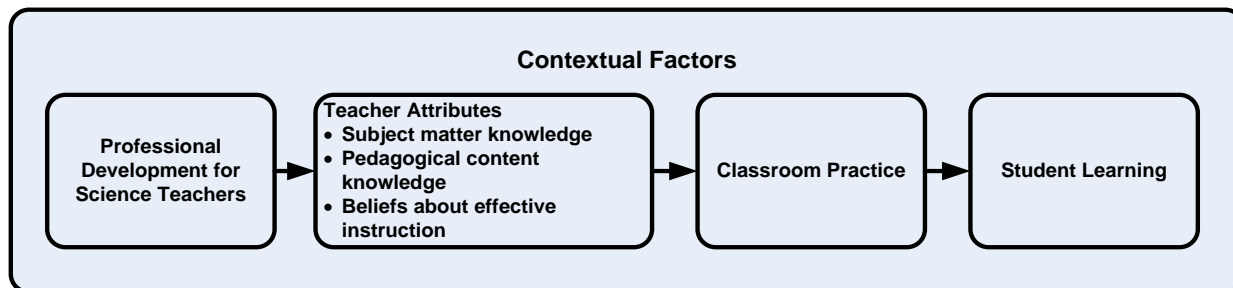 Contextual Factors
Professional
Development for
Science Teachers
Teacher Attributes
• Subject matter knowledge
• Pedagogical content
knowledge
• Beliefs about effective
instruction
Classroom Practice
Student Learning